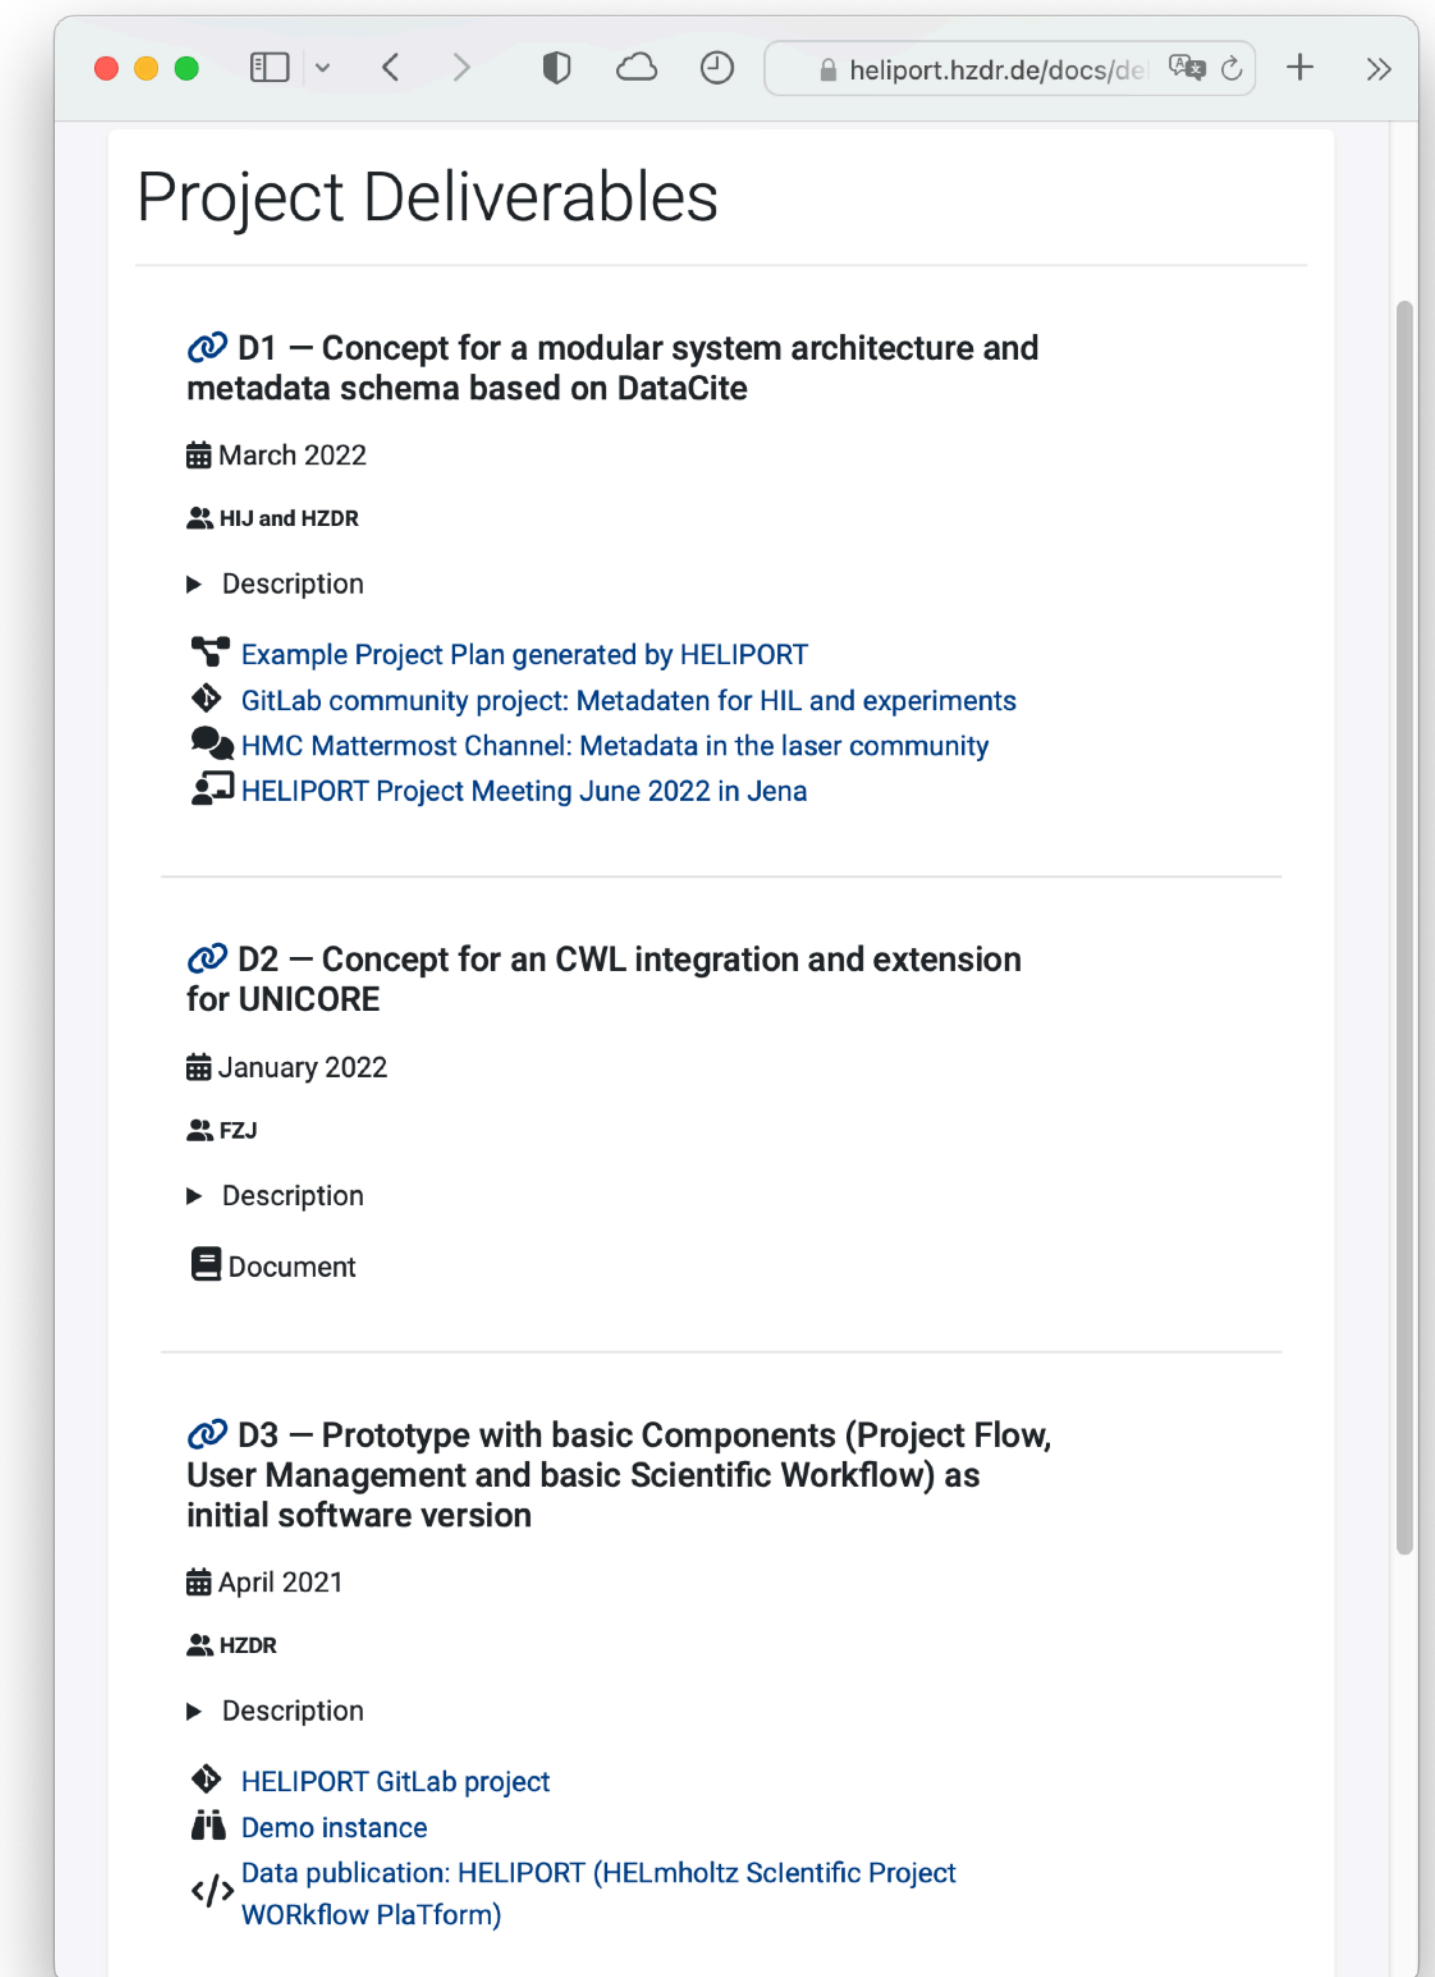 heliport.hzdr.de/docs/de
Project Deliverables
D1 — Concept for a modular system architecture and
metadata schema based on DataCite
March 2022
HIJ and HZDR
Description
Example Project Plan generated by HELIPORT
GitLab community project: Metadaten for HIL and experiments
HMC Mattermost Channel: Metadata in the laser community
HELIPORT Project Meeting June 2022 in Jena
D2 — Concept for an CWL integration and extension
for UNICORE
January 2022
FZJ
Description
Document
D3 — Prototype with basic Components (Project Flow,
User Management and basic Scientific Workflow) as
initial software version
April 2021
HZDR
Description
HELIPORT GitLab project
Demo instance
Data publication: HELIPORT (HELmholtz ScIentific Project
WORkflow PlaTform)